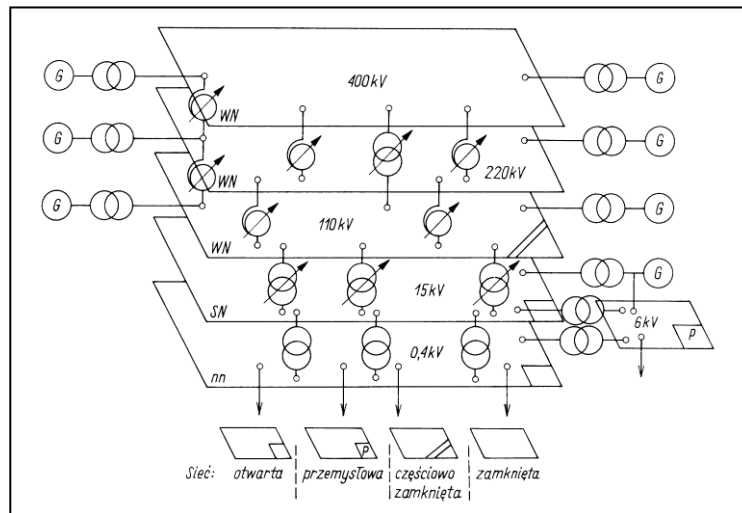 400kV
G
G
WN
G
220kV
G
WN
G
110kV
G
WN
15kV
G
SN
6kV
P
0,4kV
nn
P
Sieć: otwarta
przemysłowa
częściowo
zamknięta
zamknięta